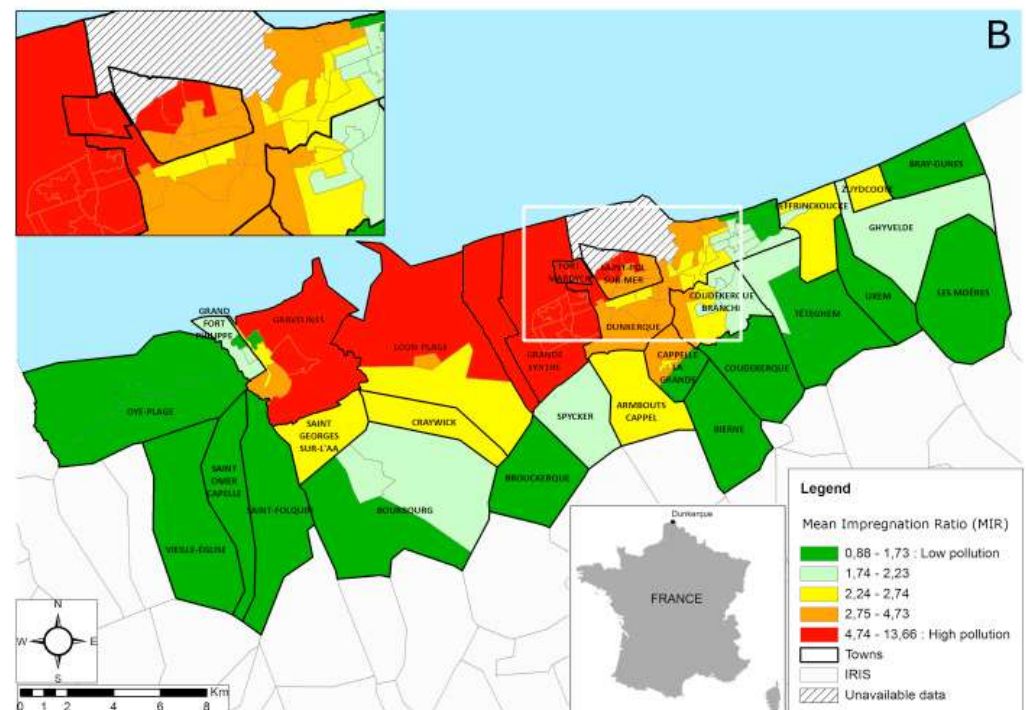 B
BRAY-DUNES
ZUYDCOOTE
LEFFRINCKOUCKE
GHYVELDE
FORT
MARDYCK
SAINT-POL
SUR-MER
COUDEKERQUE
BRANCHE
UXEM
LES MOËRES
GRAND
FORT
PHILIPPE
GRAVELINES
TÉTEGHEM
DUNKERQUE
LOON-PLAGE
GRANDE
SYNTHE
CAPPELLE
LA
GRANDE
COUDEKERQUE
OYE-PLAGE
SAINT
GEORGES
SUR-L'AA
CRAYWICK
SPYCKER
ARMBOUTS
CAPPEL
BIERNE
SAINT
OMER
CAPELLE
SAINT-FOLQUIN
BOURBOURG
BROUCKERQUE
VIEILLE-ÉGLISE
Dunkerque
FRANCE
Legend
Mean Impregnation Ratio (MIR)
0,88 - 1,73 : Low pollution
1,74 - 2,23
2,24 - 2,74
2,75 - 4,73
4,74 - 13,66 : High pollution
Towns
IRIS
Unavailable data
N
W E
S
Km
0 1 2 4 6 8